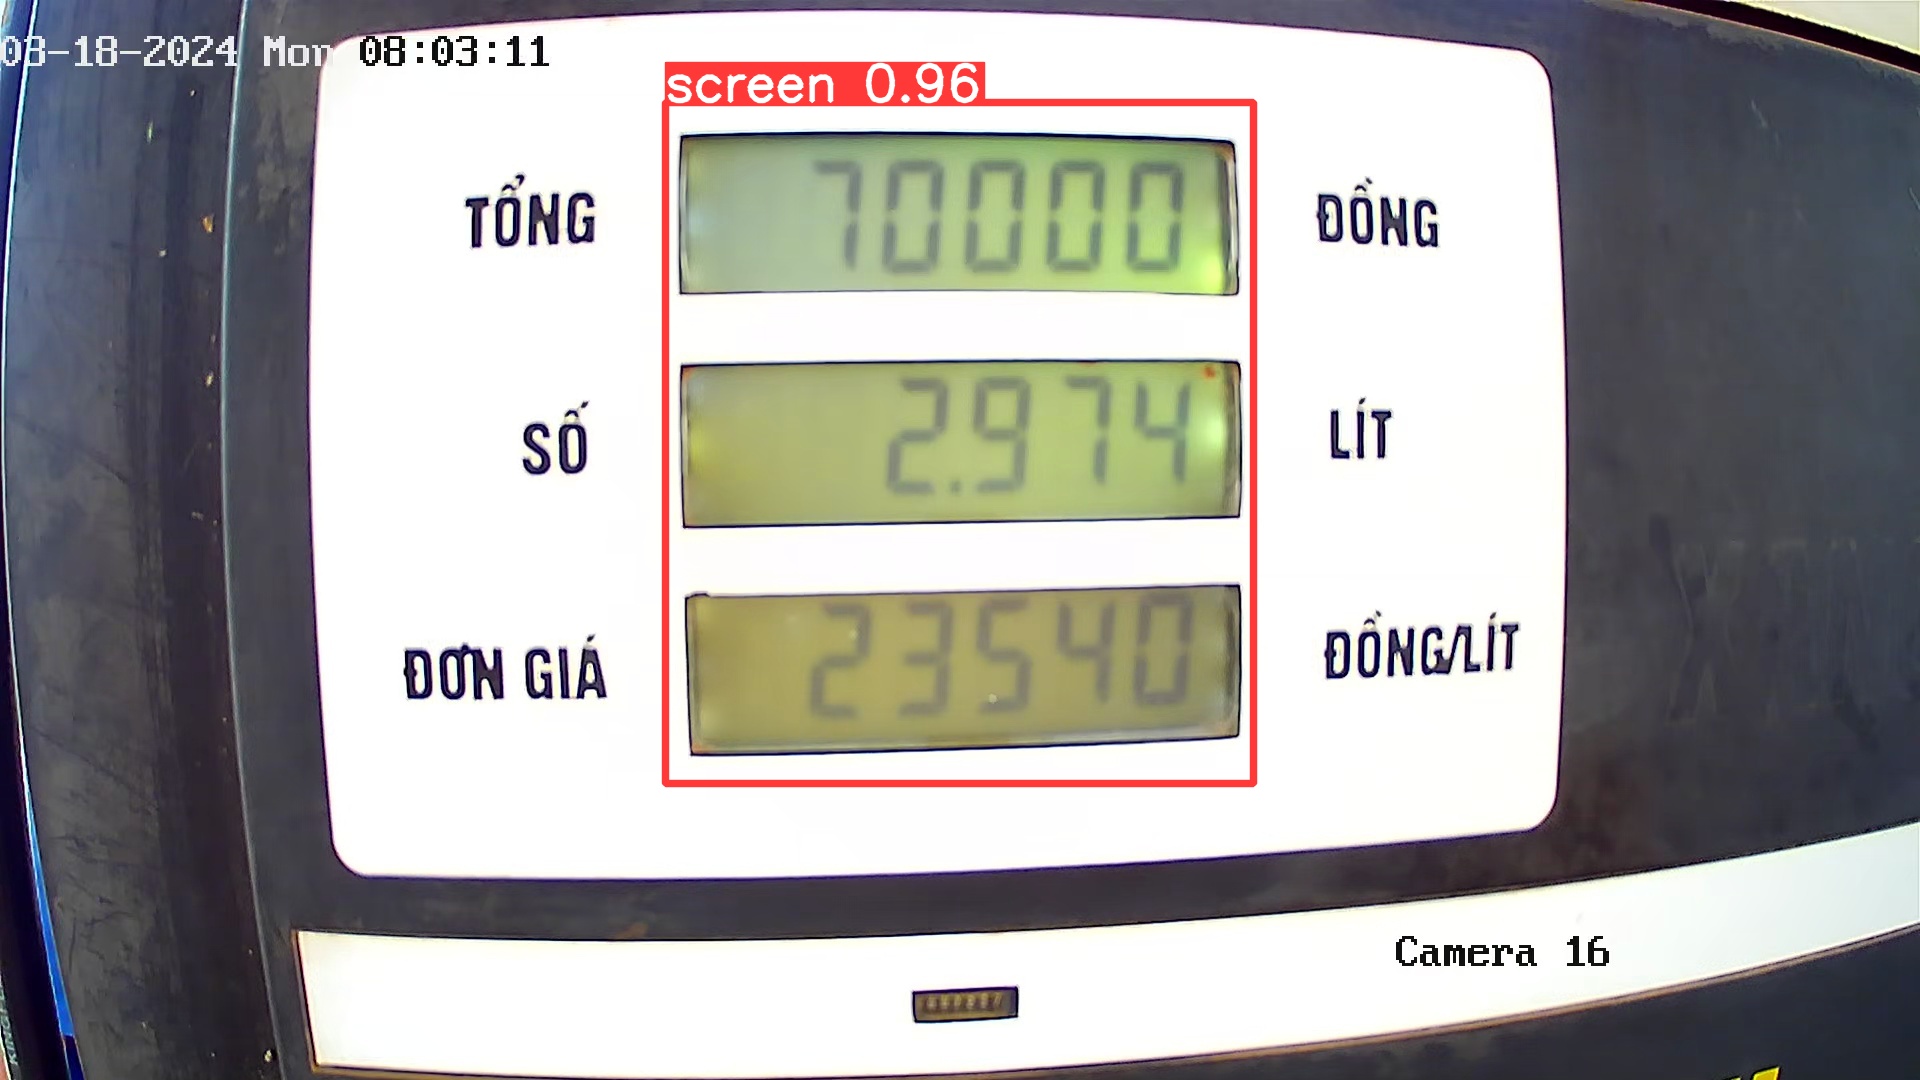 03-18-2024 Mon 08:03:11
screen 0.96
TỔNG 70000 ĐỒNG
SỐ 2.974 LÍT
ĐƠN GIÁ 23540 ĐỒNG/LÍT
Camera 16